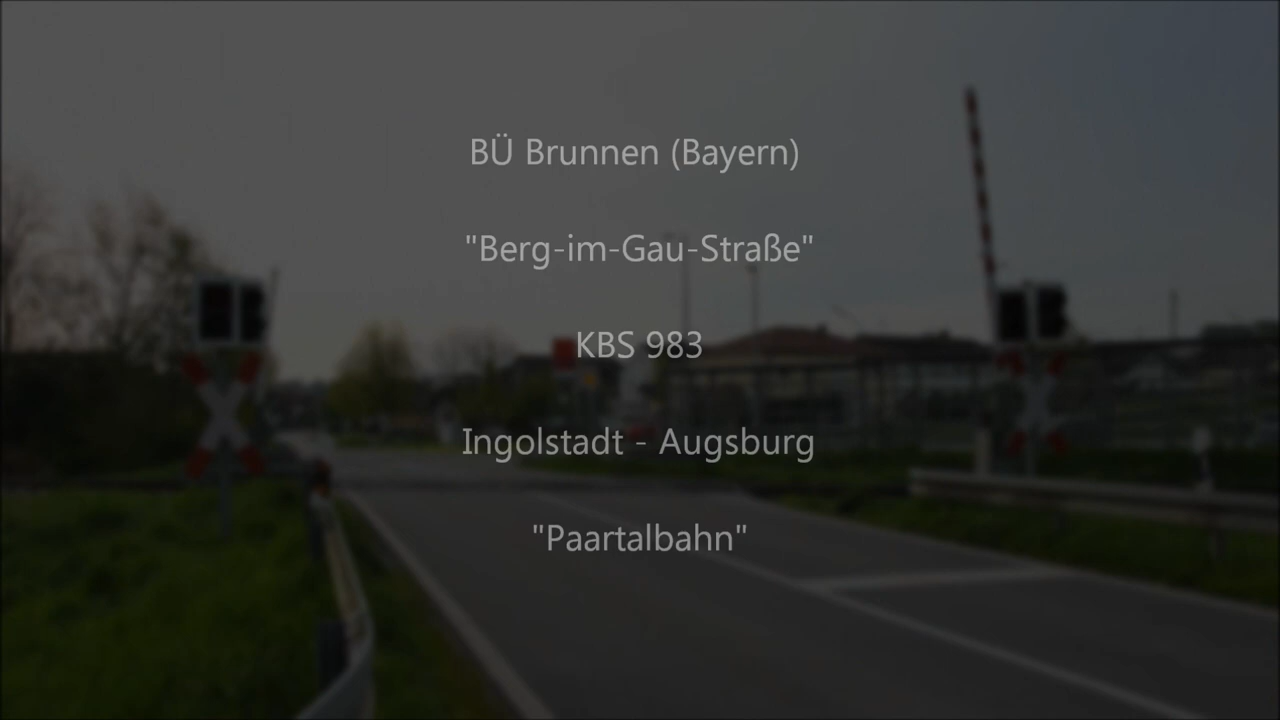 BÜ Brunnen (Bayern)
"Berg-im-Gau-Straße"
KBS 983
Ingolstadt - Augsburg
"Paartalbahn"